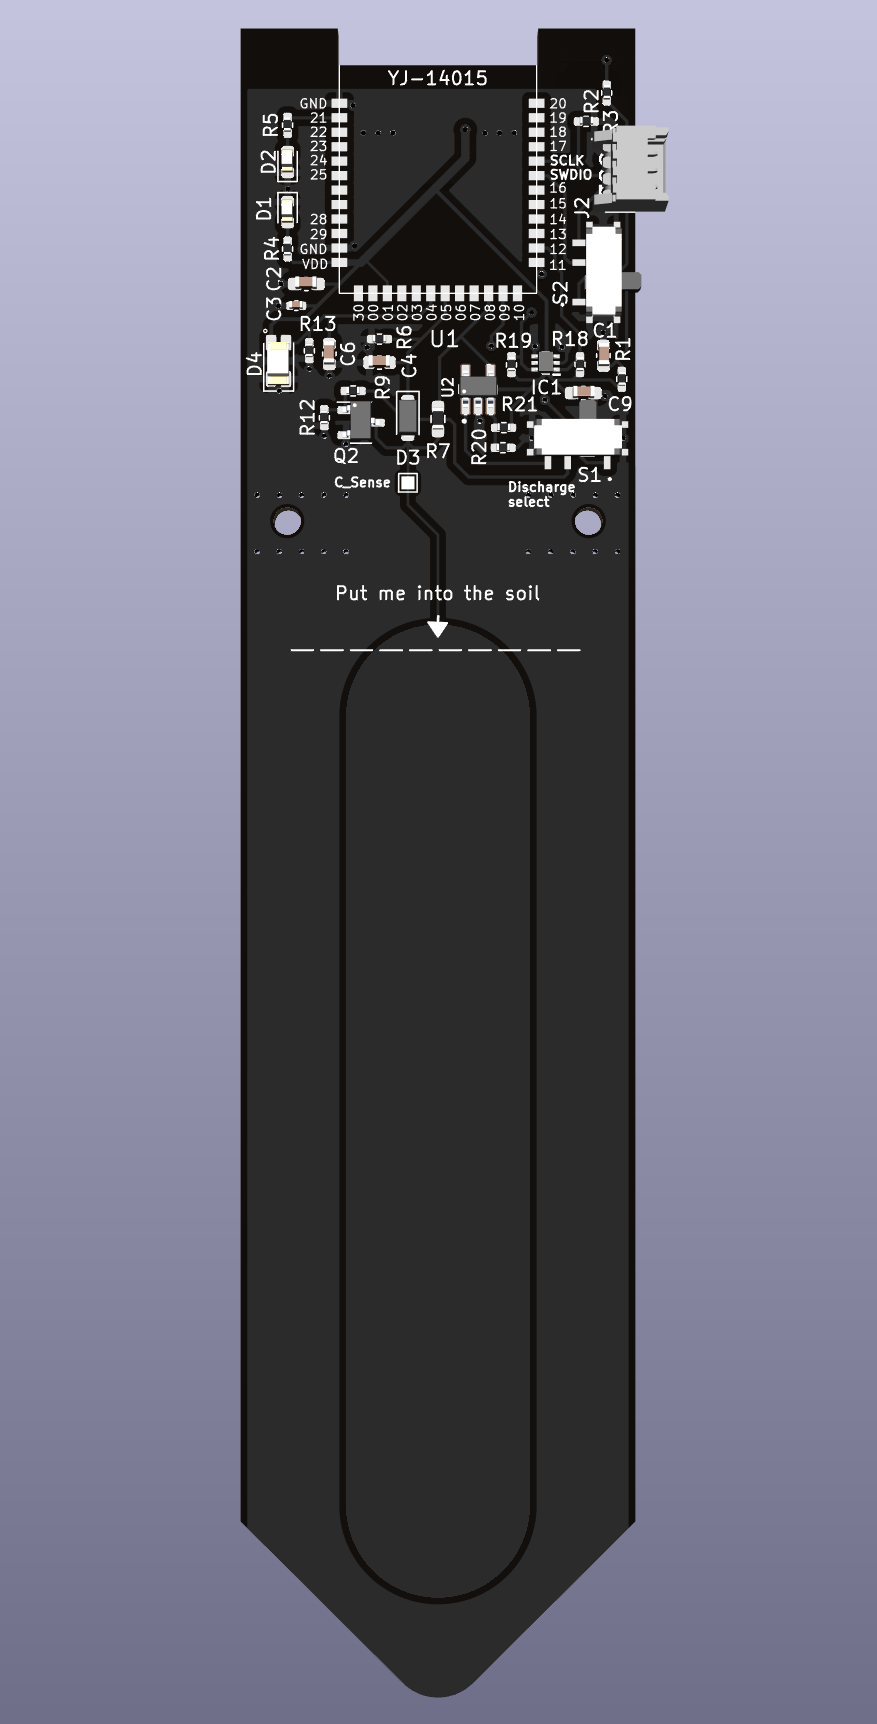 YJ-14015
GND
21
22
23
24
25
28
29
GND
VDD
20
19
18
17
SCLK
SWDIO
16
15
14
13
12
11
30
00
01
02
03
04
05
06
07
08
09
10
R5
D2
D1
R4
C2
C3
R13
D4
C6
R6
C4
R9
U1
R12
Q2
D3
R7
U2
R19
R18
IC1
C1
R1
R21
C9
R20
S1
R2
R3
J2
S2
C_Sense
Discharge
select
Put me into the soil